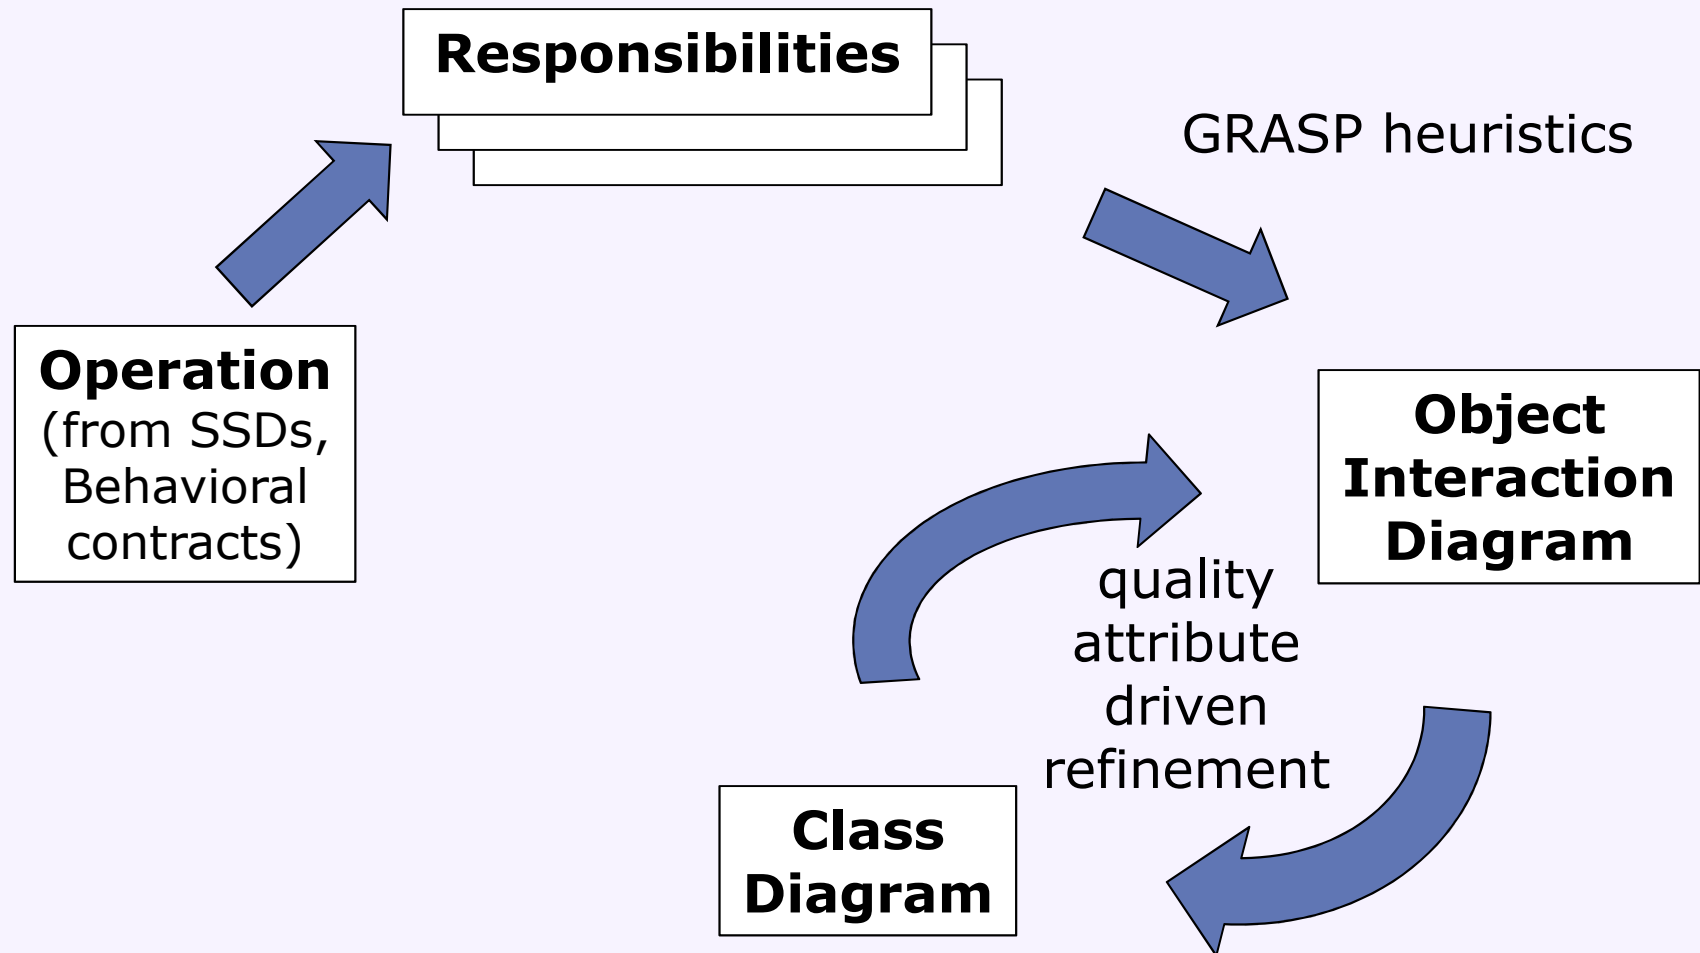 Responsibilities
GRASP heuristics
Operation
(from SSDs,
Behavioral
contracts)
Object
Interaction
Diagram
quality
attribute
driven
refinement
Class
Diagram